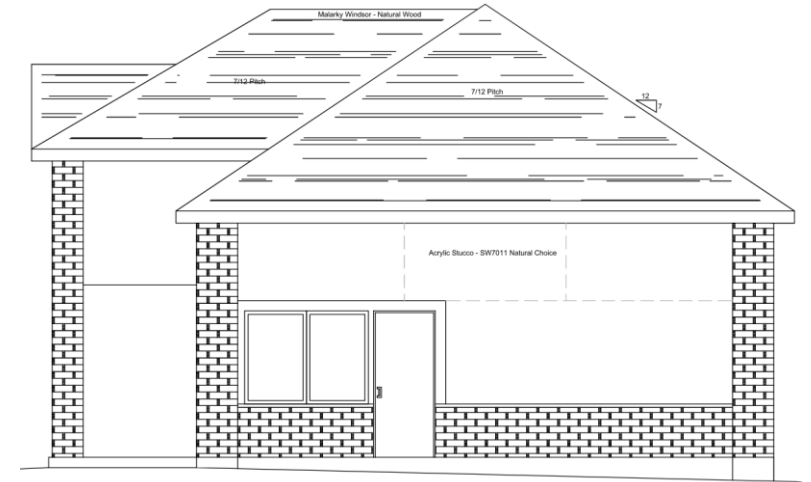 Malarky Windsor - Natural Wood
7/12 Pitch
7/12 Pitch
12
7
Acrylic Stucco - SW7011 Natural Choice